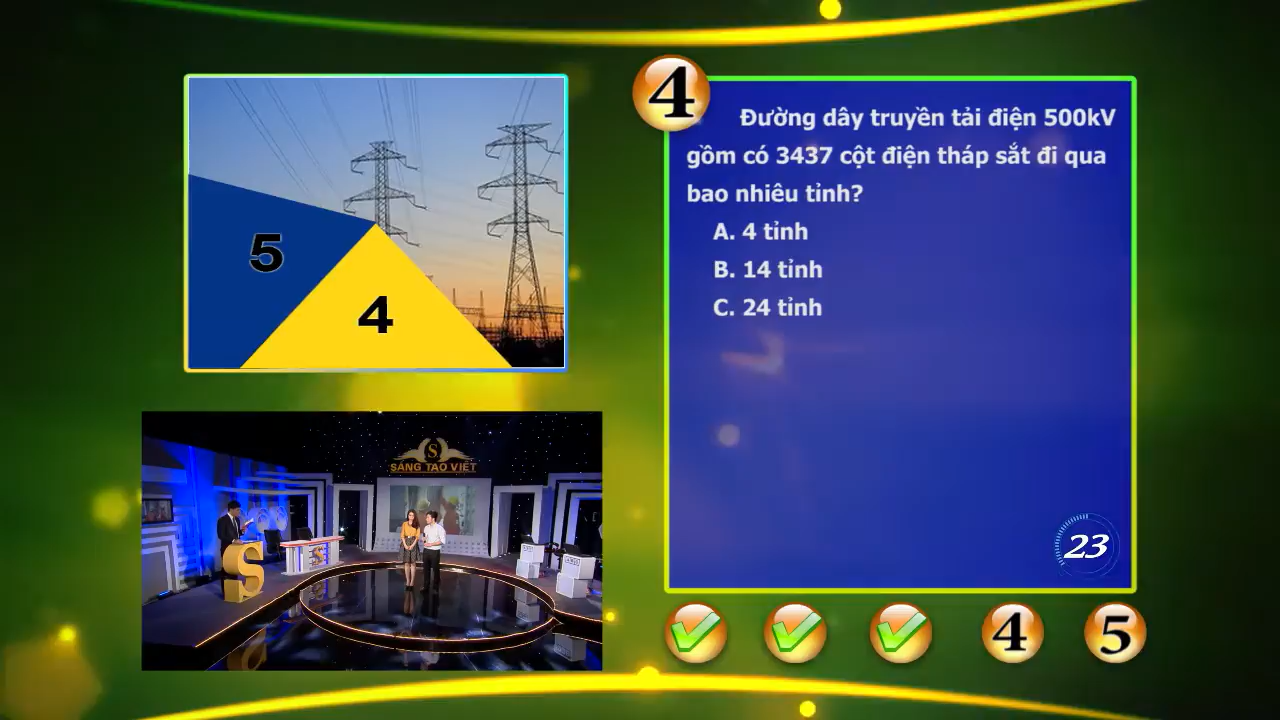 4
Đường dây truyền tải điện 500kV
gồm có 3437 cột điện tháp sắt đi qua
bao nhiêu tỉnh?
A. 4 tỉnh
B. 14 tỉnh
C. 24 tỉnh
23
5
4
S
SÁNG TẠO VIỆT
S
S
4
5